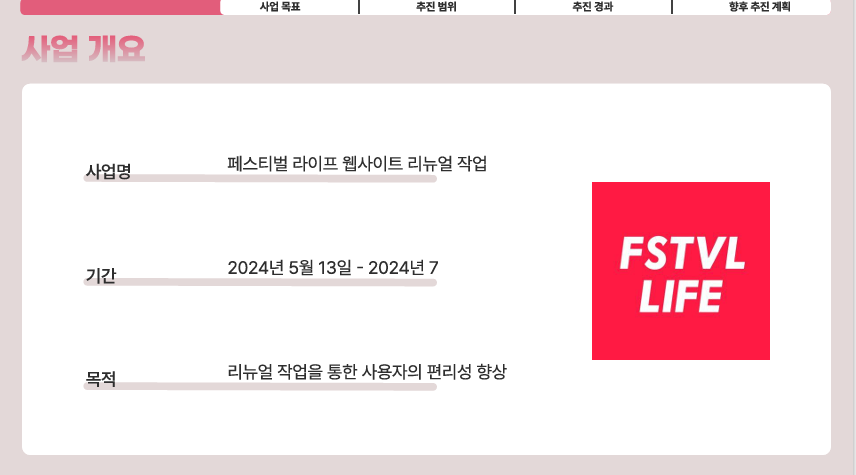 사업 목표
추진 범위
추진 경과
향후 추진 계획
사업 개요
사업명
페스티벌 라이프 웹사이트 리뉴얼 작업
기간
2024년 5월 13일 - 2024년 7
목적
리뉴얼 작업을 통한 사용자의 편리성 향상
FSTVL
LIFE